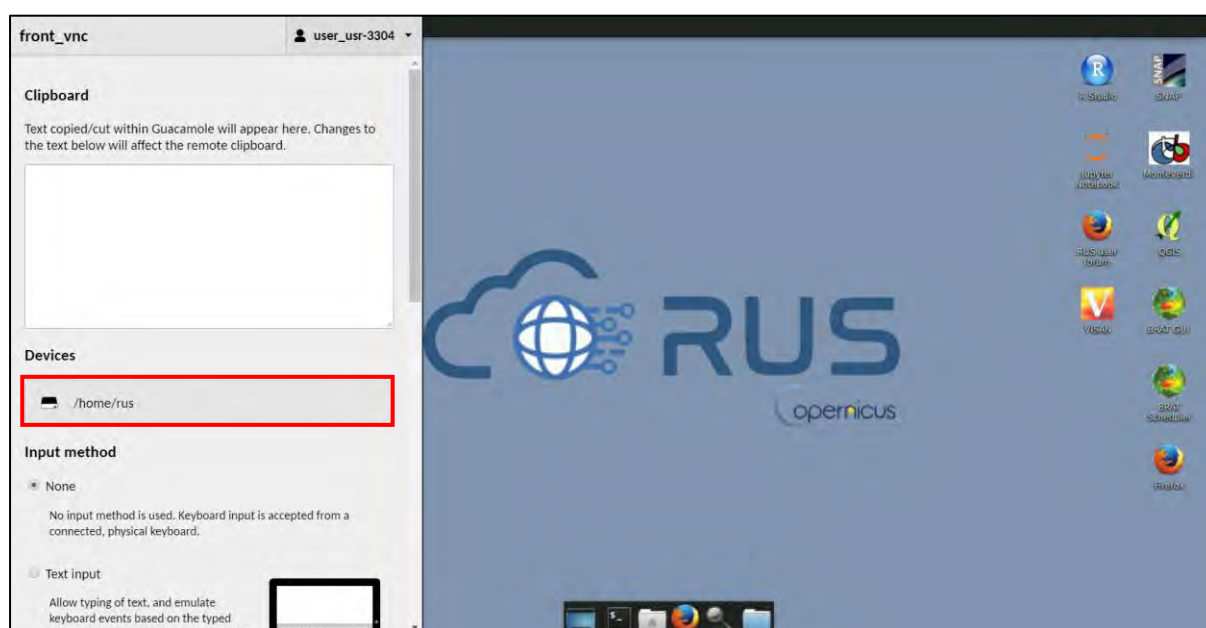 front_vnc
user_usr-3304
Clipboard
Text copied/cut within Guacamole will appear here. Changes to
the text below will affect the remote clipboard.
Devices
/home/rus
Input method
None
No input method is used. Keyboard input is accepted from a
connected, physical keyboard.
Text input
Allow typing of text, and emulate
keyboard events based on the typed
RUS
opernicus
R Studio
SNAP
SNAP
Jupyter
Notebook
Monteverdi
RUS user
forum
QGIS
VISAN
BRAT GUI
BRAT
Scheduler
Firefox